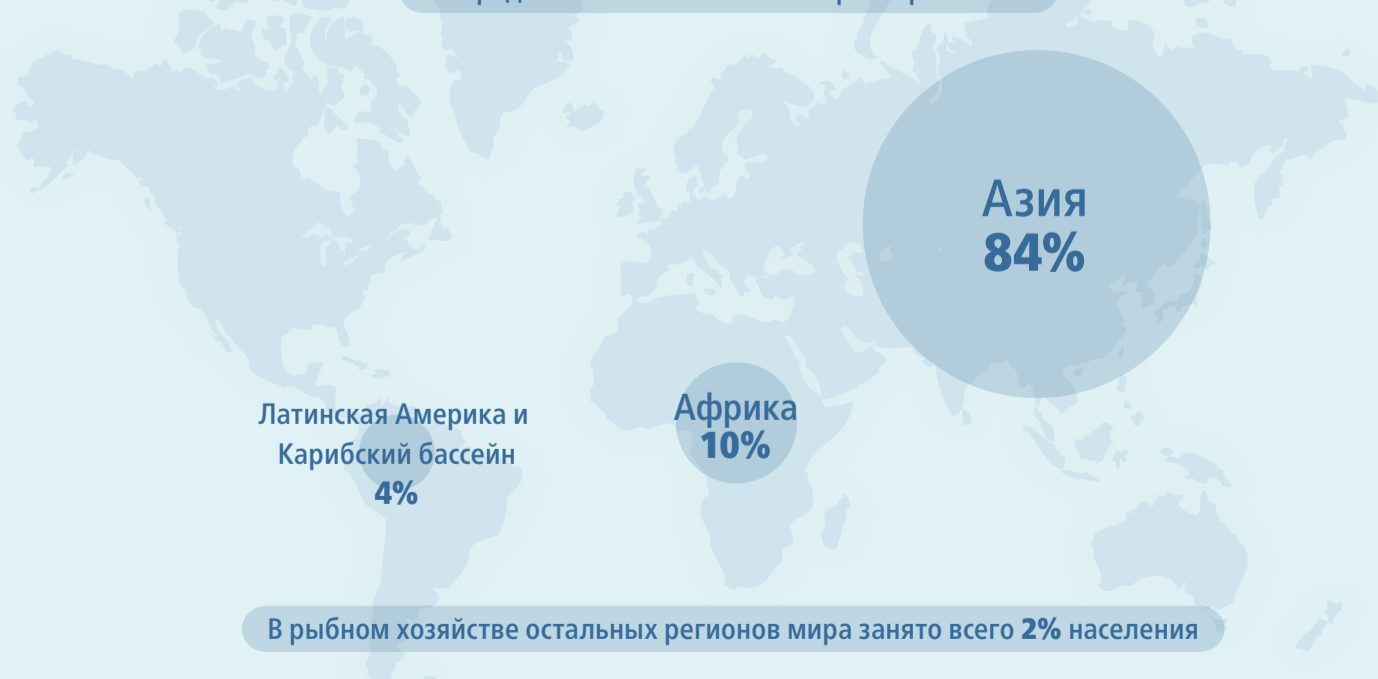 Азия
84%
Африка
10%
Латинская Америка и
Карибский бассейн
4%
В рыбном хозяйстве остальных регионов мира занято всего 2% населения